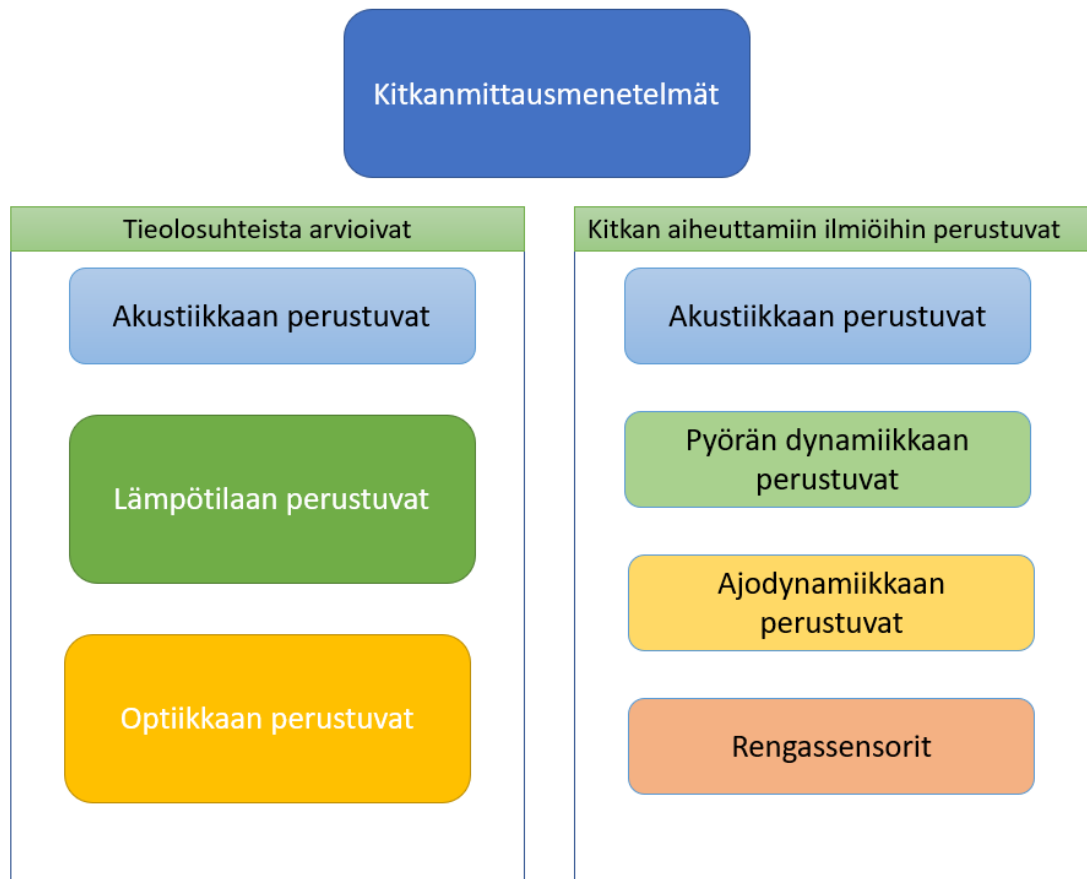 Kitkanmittausmenetelmät
Tieolosuhteista arvioivat
Akustiikkaan perustuvat
Lämpötilaan perustuvat
Optiikkaan perustuvat
Kitkan aiheuttamiin ilmiöihin perustuvat
Akustiikkaan perustuvat
Pyörän dynamiikkaan
perustuvat
Ajodynamiikkaan
perustuvat
Rengassensorit